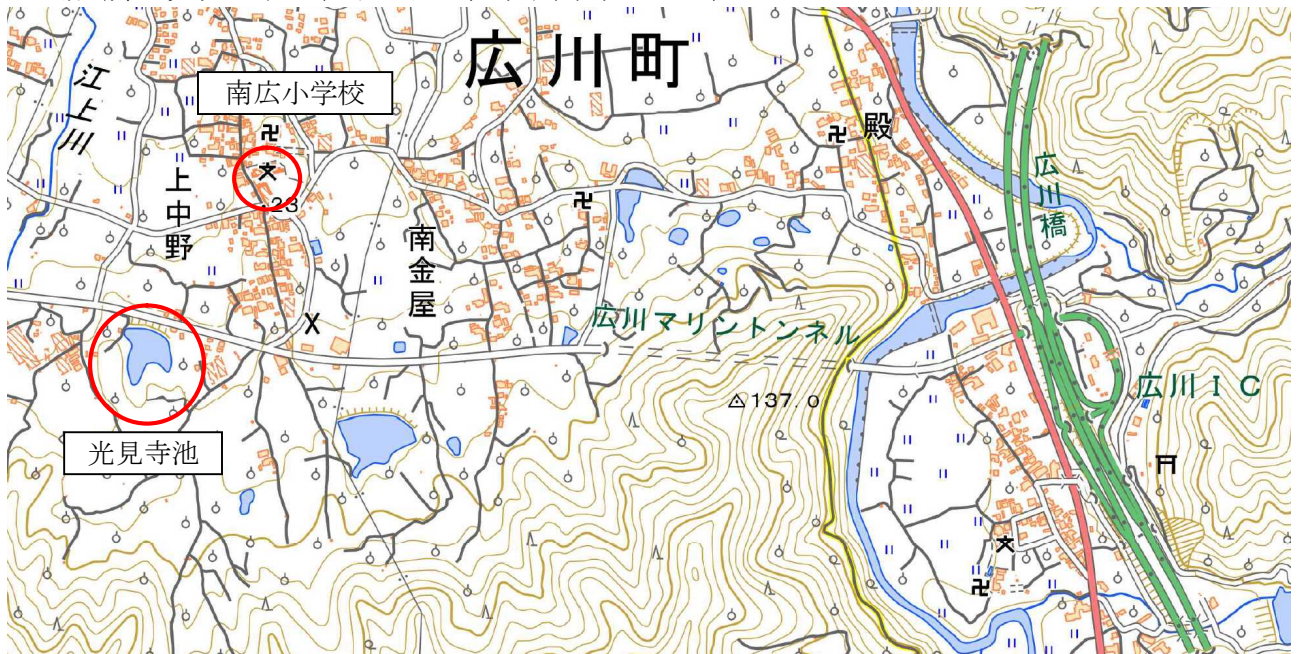 広川町
江上川
南広小学校
殿
上中野
23
広川橋
南金屋
広川マリントンネル
137.0
広川IC
光見寺池